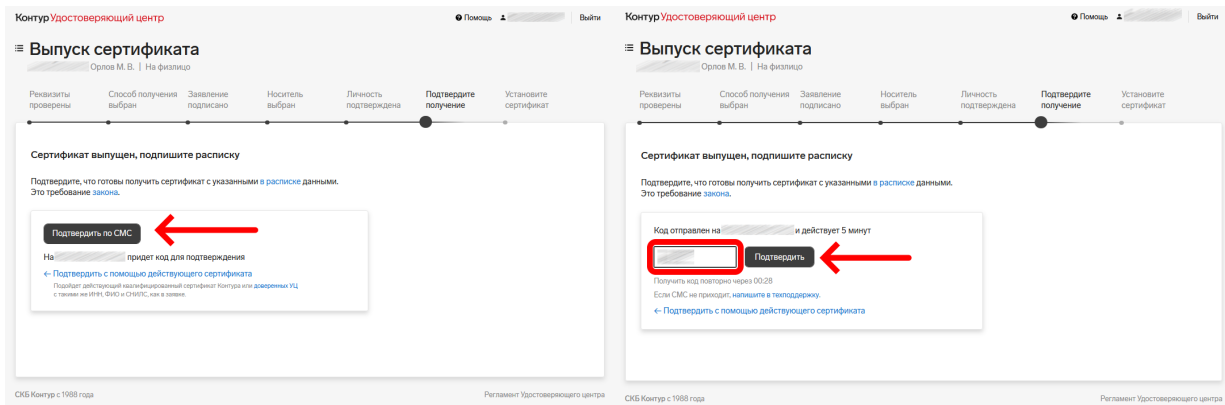 Контур Удостоверяющий центр
Помощь
Выйти
Выпуск сертификата
Орлов М. В. | На физлицо
Реквизиты проверены
Способ получения выбран
Заявление подписано
Носитель выбран
Личность подтверждена
Подтвердите получение
Установите сертификат
Сертификат выпущен, подпишите расписку
Подтвердите, что готовы получить сертификат с указанными в расписке данными.
Это требование закона.
Подтвердить по СМС
На придет код для подтверждения
← Подтвердить с помощью действующего сертификата
Подойдет действующий квалифицированный сертификат Контура или доверенных УЦ
с такими же ИНН, ФИО и СНИЛС, как в заявке.
СКБ Контур с 1988 года
Регламент Удостоверяющего центра
Контур Удостоверяющий центр
Помощь
Выйти
Выпуск сертификата
Орлов М. В. | На физлицо
Реквизиты проверены
Способ получения выбран
Заявление подписано
Носитель выбран
Личность подтверждена
Подтвердите получение
Установите сертификат
Сертификат выпущен, подпишите расписку
Подтвердите, что готовы получить сертификат с указанными в расписке данными.
Это требование закона.
Код отправлен на и действует 5 минут
Подтвердить
Получить код повторно через 00:28
Если СМС не приходит, напишите в техподдержку.
← Подтвердить с помощью действующего сертификата
СКБ Контур с 1988 года
Регламент Удостоверяющего центра